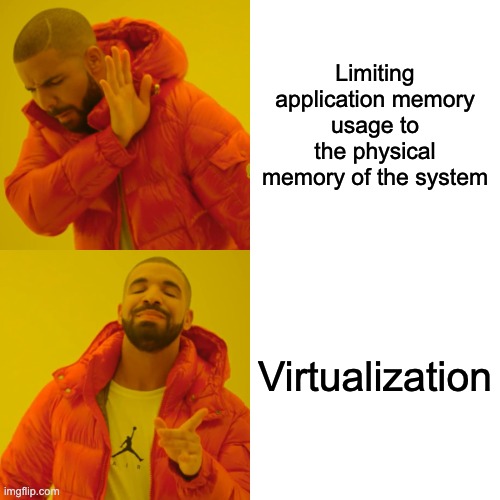 Limiting
application memory
usage to
the physical
memory of the system
Virtualization
imgflip.com